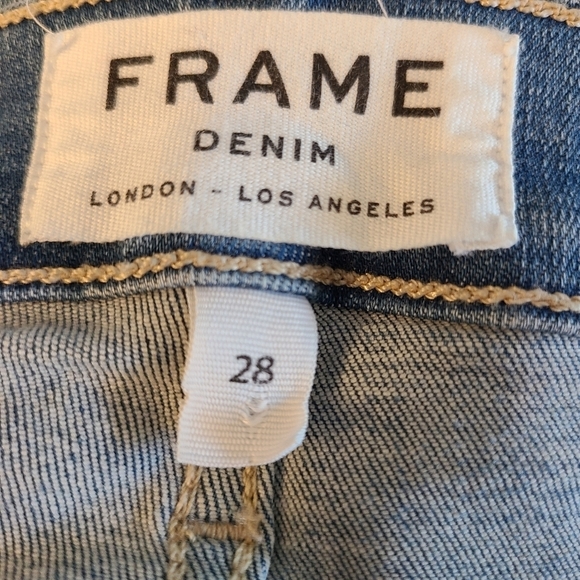 FRAME
DENIM
LONDON - LOS ANGELES
28